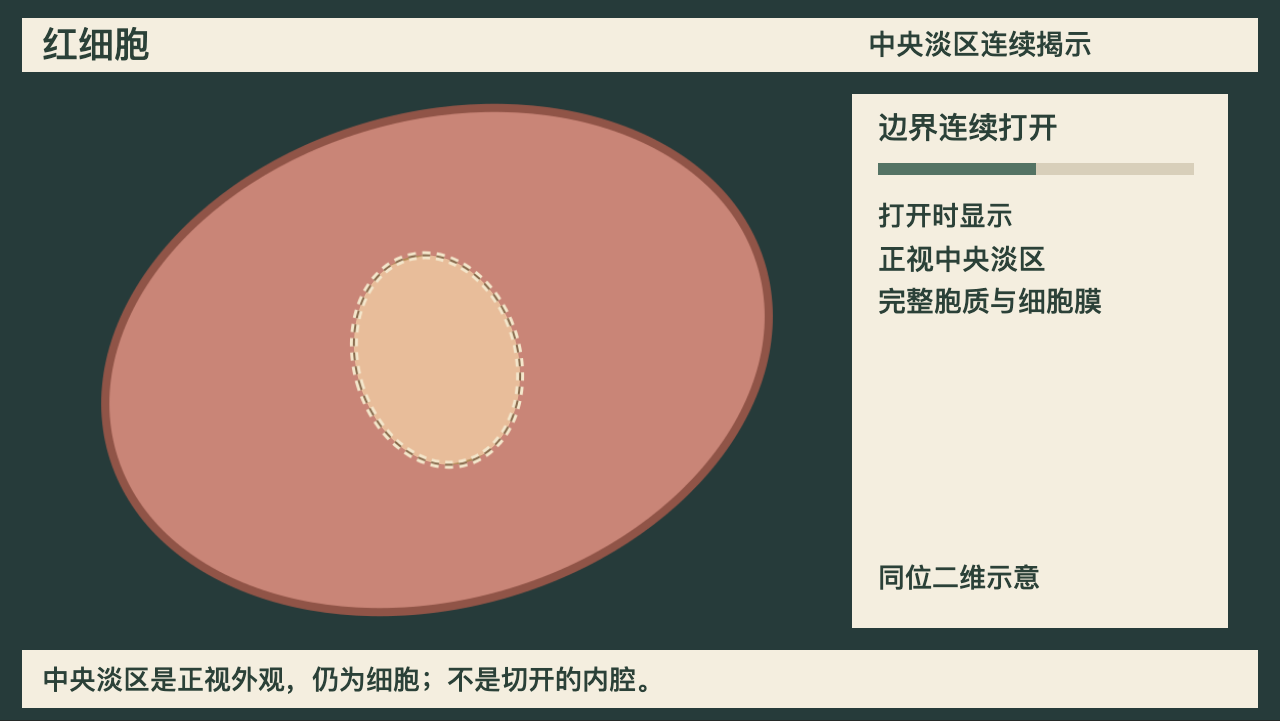 红细胞
中央淡区连续揭示
边界连续打开
打开时显示
正视中央淡区
完整胞质与细胞膜
同位二维示意
中央淡区是正视外观，仍为细胞；不是切开的内腔。